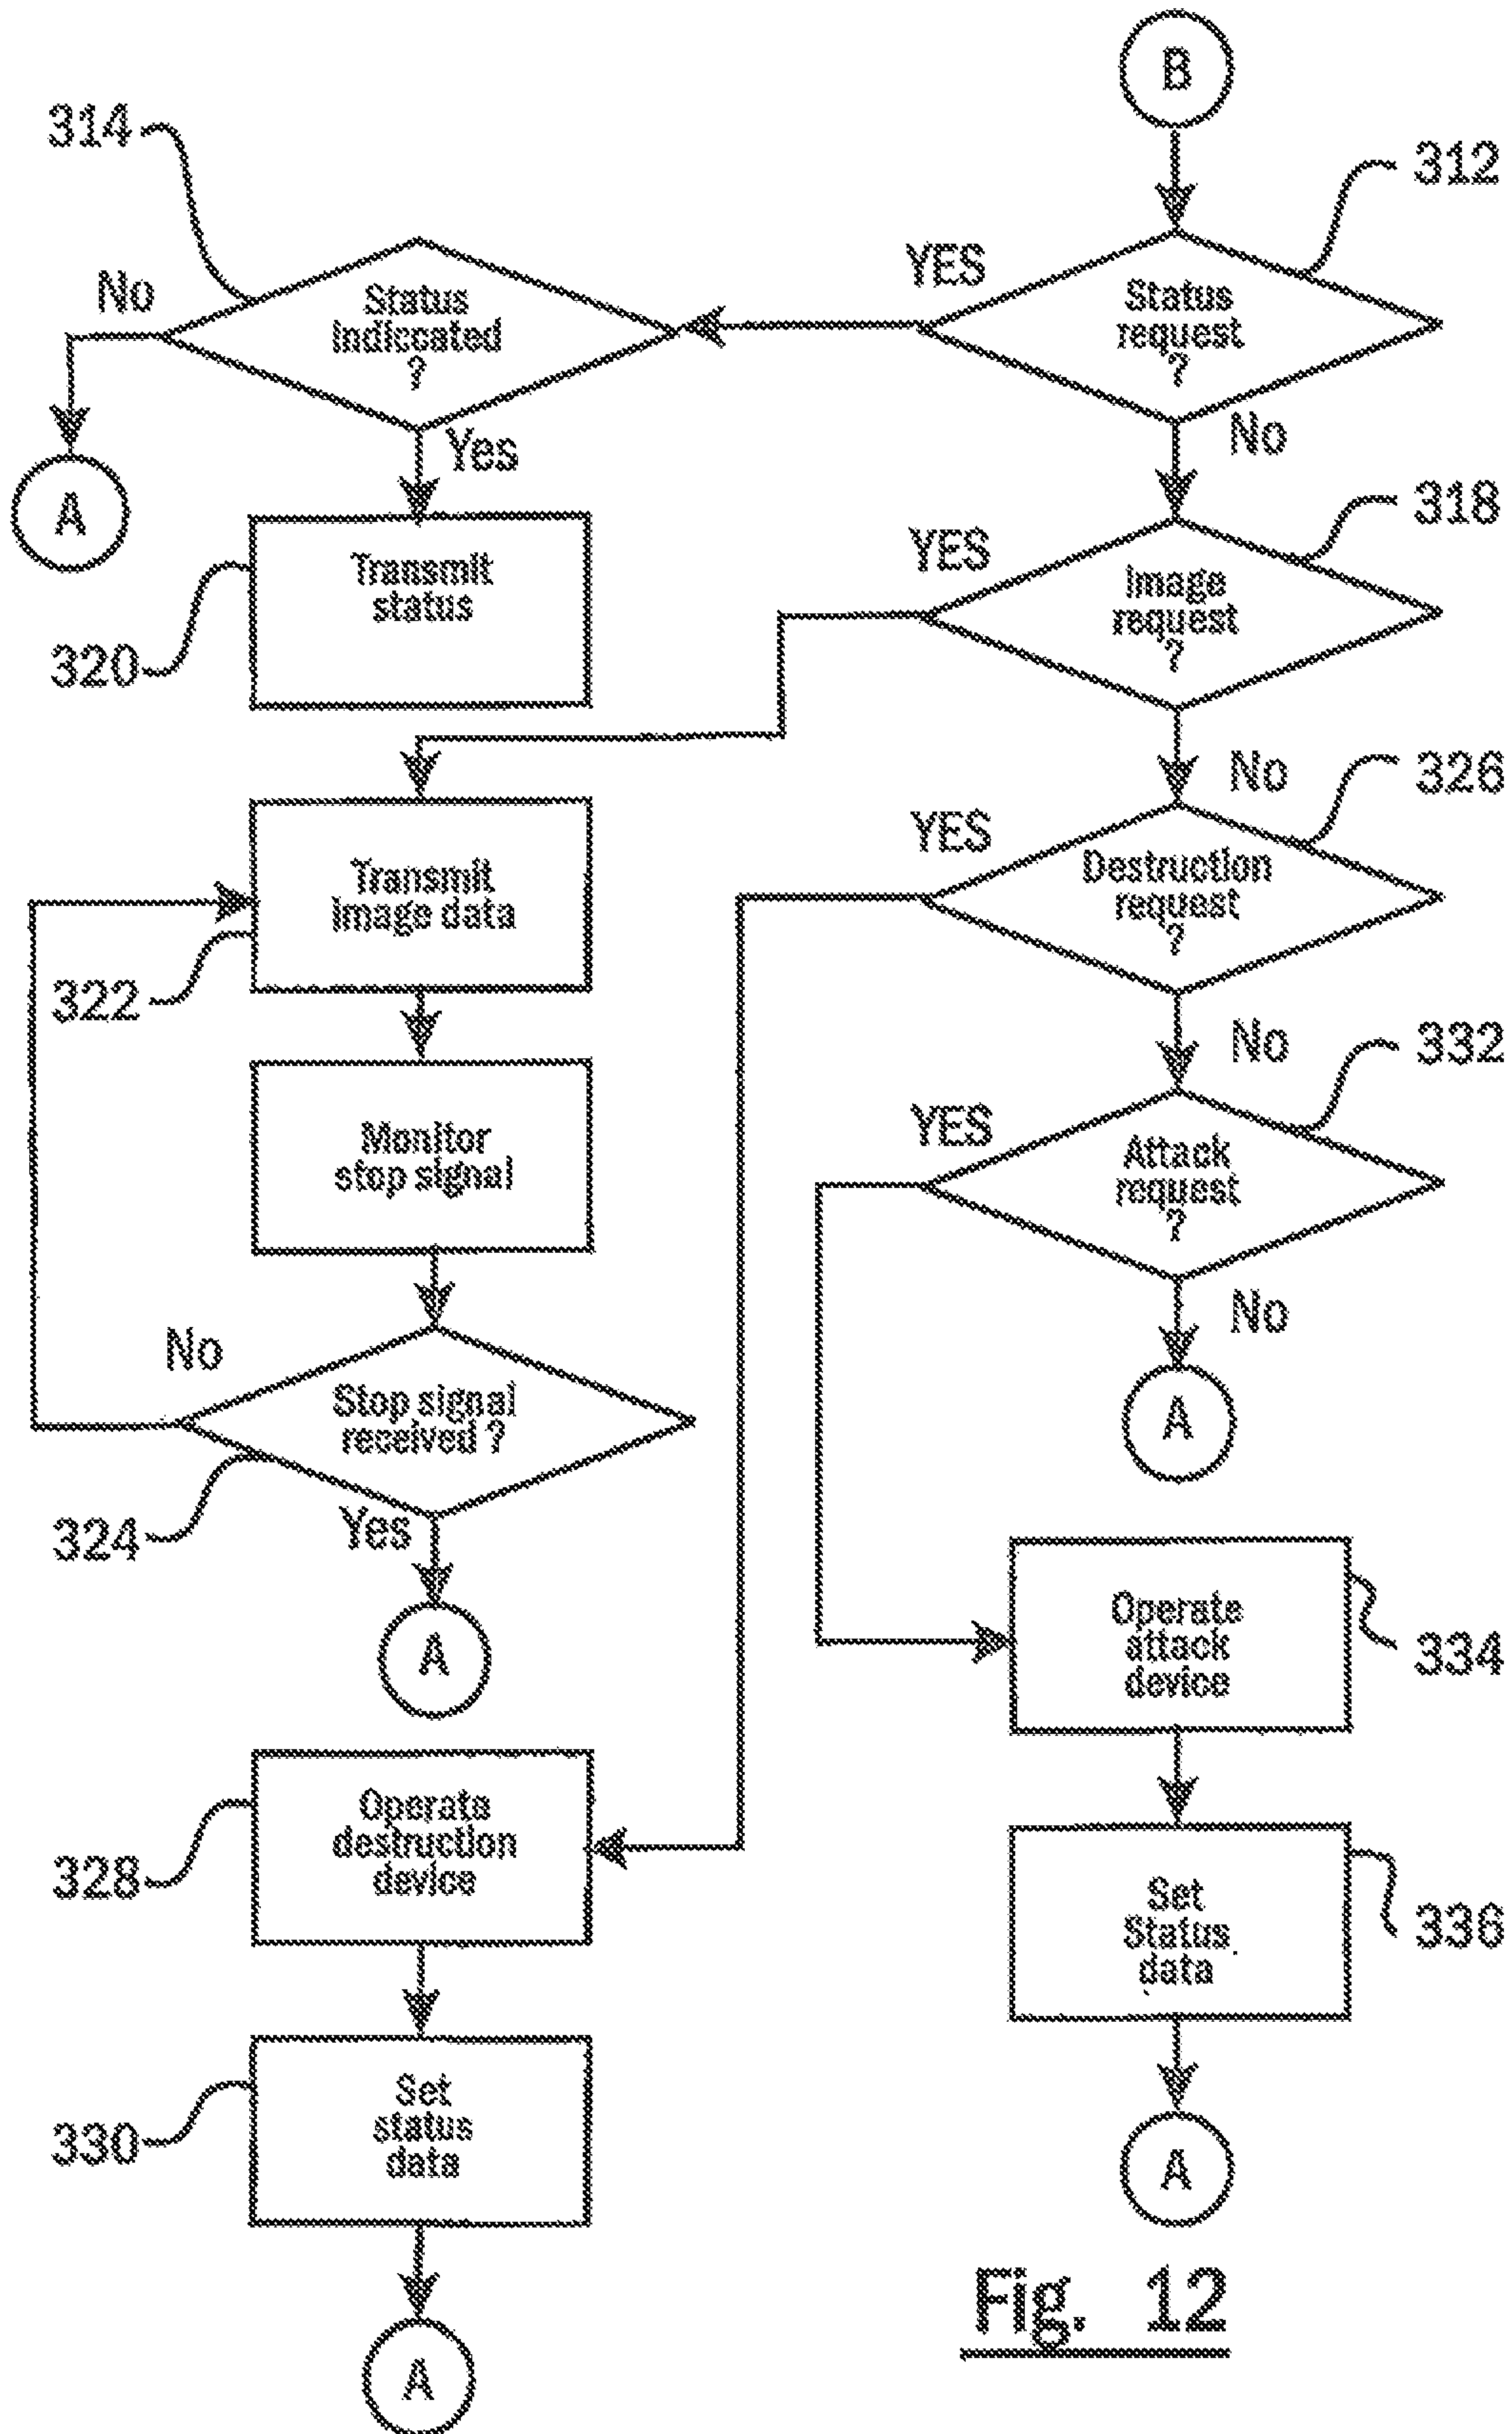 B
314
312
YES
No
Status
indiccated
?
Status
request
?
Yes
No
A
318
Transmit
status
YES
Image
request
?
320
No
326
YES
Transmit
image data
Destruction
request
?
322
No
332
YES
Monitor
stop signal
Attack
request
?
No
No
Stop signal
received ?
A
324
Yes
A
Operate
attack
device
334
Operate
destruction
device
328
Set
Status
data
336
Set
status
data
330
A
Fig. 12
A